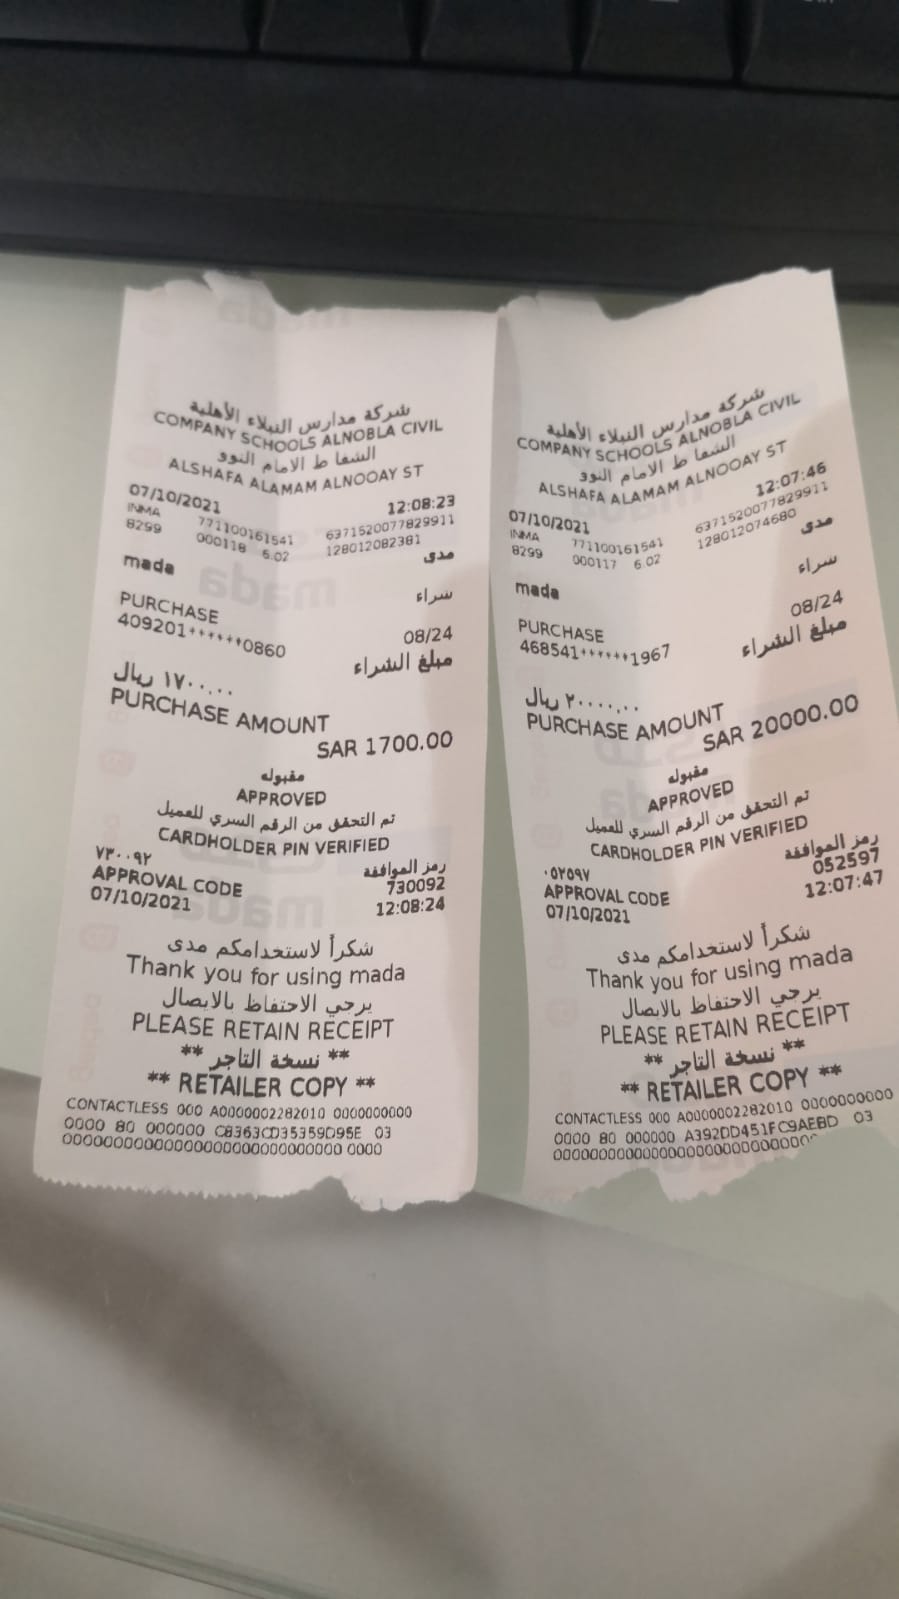 شركة مدارس النبلاء الأهلية
COMPANY SCHOOLS ALNOBLA CIVIL
الشفا ط الامام النوو
ALSHAFA ALAMAM ALNOOAY ST
07/10/2021 12:08:23
INMA 771100161541 6371520077829911
8299 000118 6.02 128012082381
mada مدى
شراء
PURCHASE
409201******0860 08/24
مبلغ الشراء
١٧٠٠.٠٠ ريال
PURCHASE AMOUNT
SAR 1700.00
مقبوله
APPROVED
تم التحقق من الرقم السري للعميل
CARDHOLDER PIN VERIFIED
رمز الموافقة
٧٣٠٠٩٢ 730092
APPROVAL CODE
07/10/2021 12:08:24
شكراً لاستخدامكم مدى
Thank you for using mada
يرجي الاحتفاظ بالايصال
PLEASE RETAIN RECEIPT
** نسخة التاجر **
** RETAILER COPY **
CONTACTLESS 000 A0000002282010 0000000000
0000 80 000000 C8363CD35359D95E 03
0000000000000000000000000000 0000
شركة مدارس النبلاء الأهلية
COMPANY SCHOOLS ALNOBLA CIVIL
الشفا ط الامام النوو
ALSHAFA ALAMAM ALNOOAY ST
07/10/2021 12:07:46
INMA 771100161541 6371520077829911
8299 000117 6.02 128012074680
mada مدى
شراء
PURCHASE
468541******1967 08/24
مبلغ الشراء
٢٠٠٠٠.٠٠ ريال
PURCHASE AMOUNT
SAR 20000.00
مقبوله
APPROVED
تم التحقق من الرقم السري للعميل
CARDHOLDER PIN VERIFIED
رمز الموافقة
٠٥٢٥٩٧ 052597
APPROVAL CODE
07/10/2021 12:07:47
شكراً لاستخدامكم مدى
Thank you for using mada
يرجي الاحتفاظ بالايصال
PLEASE RETAIN RECEIPT
** نسخة التاجر **
** RETAILER COPY **
CONTACTLESS 000 A0000002282010 0000000000
0000 80 000000 A392DD451FC9AEBD 03